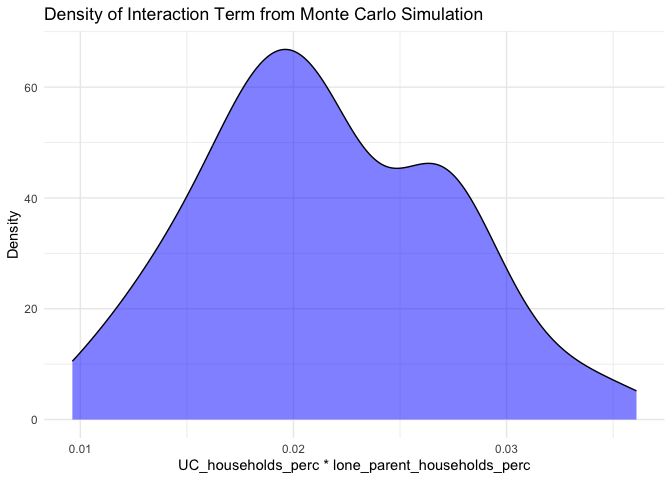 Density of Interaction Term from Monte Carlo Simulation
Density
60
40
20
0
0.01 0.02 0.03
UC_households_perc * lone_parent_households_perc